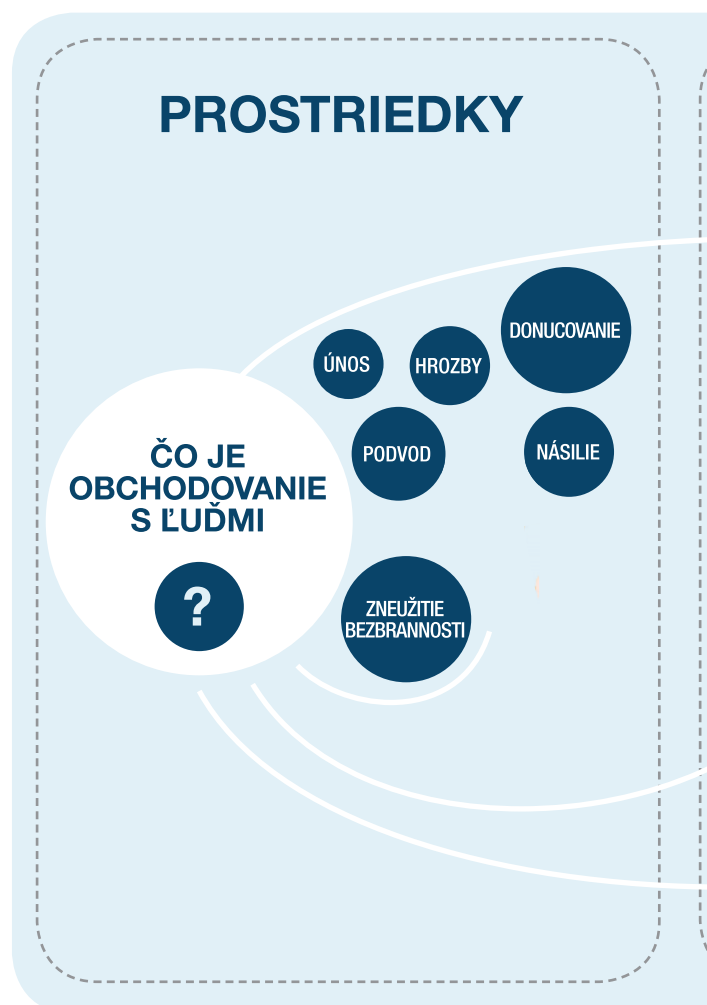 PROSTRIEDKY
DONUCOVANIE
ÚNOS
HROZBY
PODVOD
NÁSILIE
ČO JE
OBCHODOVANIE
S ĽUĎMI
?
ZNEUŽITIE
BEZBRANNOSTI